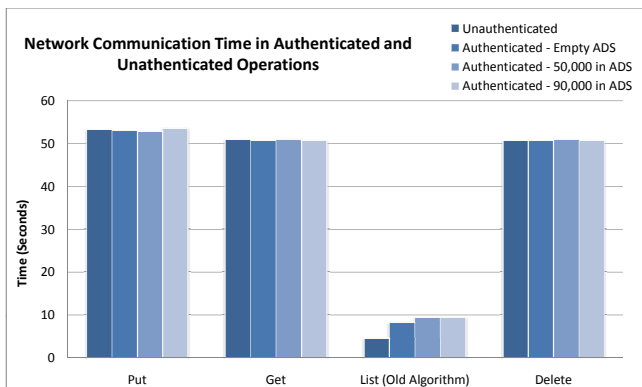 Network Communication Time in Authenticated and
Unathenticated Operations
Unauthenticated
Authenticated - Empty ADS
Authenticated - 50,000 in ADS
Authenticated - 90,000 in ADS
Time (Seconds)
60
50
40
30
20
10
0
Put
Get
List (Old Algorithm)
Delete